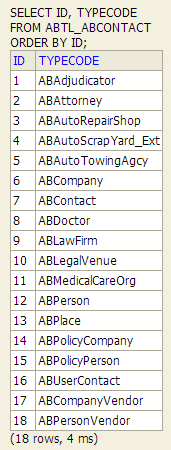 SELECT ID, TYPECODE
FROM ABTL_ABCONTACT
ORDER BY ID;
ID TYPECODE
1 ABAdjudicator
2 ABAttorney
3 ABAutoRepairShop
4 ABAutoScrapYard_Ext
5 ABAutoTowingAgcy
6 ABCompany
7 ABContact
8 ABDoctor
9 ABLawFirm
10 ABLegalVenue
11 ABMedicalCareOrg
12 ABPerson
13 ABPlace
14 ABPolicyCompany
15 ABPolicyPerson
16 ABUserContact
17 ABCompanyVendor
18 ABPersonVendor
(18 rows, 4 ms)